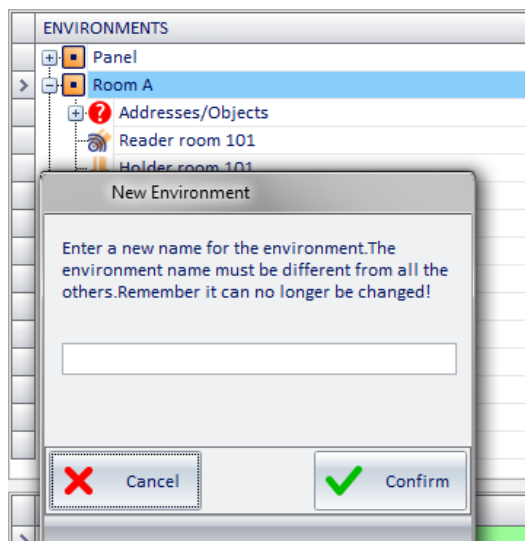 ENVIRONMENTS
Panel
Room A
Addresses/Objects
Reader room 101
Holder room 101
New Environment
Enter a new name for the environment.The
environment name must be different from all the
others.Remember it can no longer be changed!
Cancel
Confirm